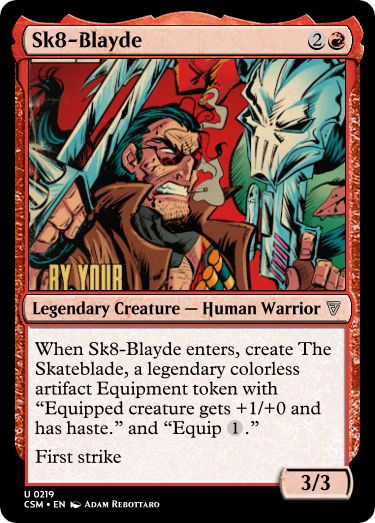 Sk8-Blayde 2
BY YOUR
Legendary Creature — Human Warrior
When Sk8-Blayde enters, create The
Skateblade, a legendary colorless
artifact Equipment token with
“Equipped creature gets +1/+0 and
has haste.” and “Equip 1.”
First strike
3/3
U 0219
CSM • EN ADAM REBOTTARO